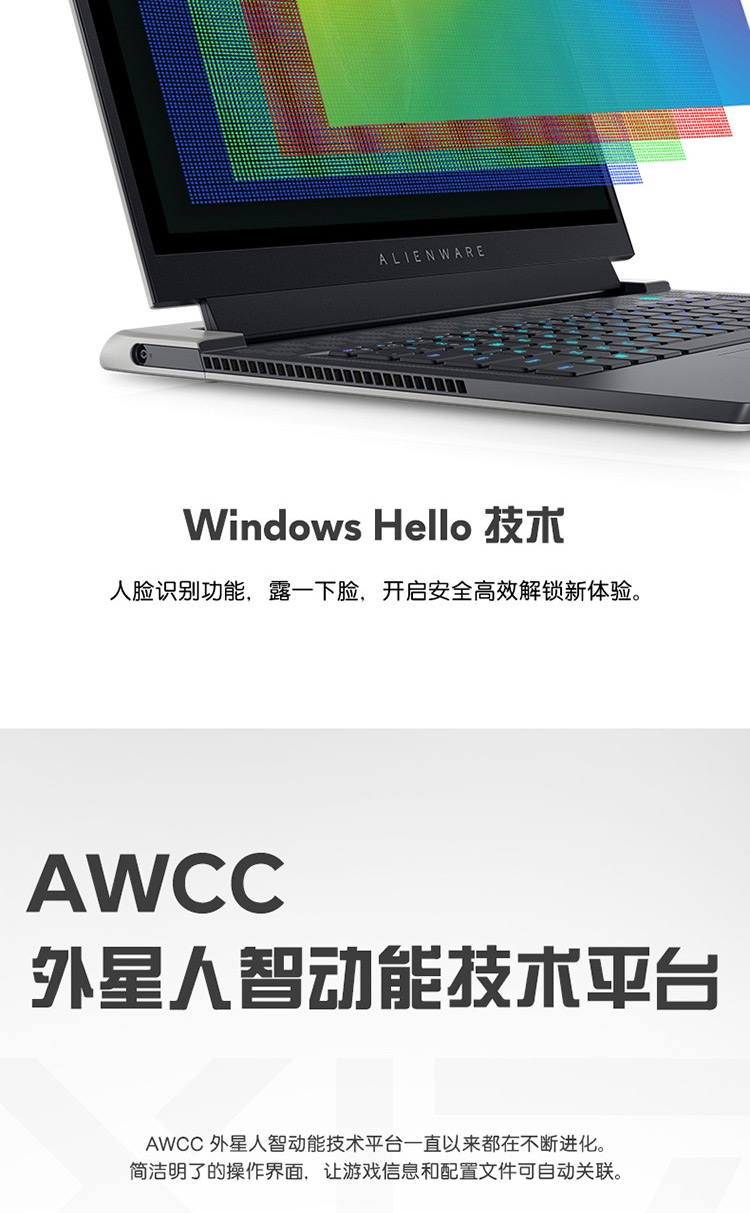 ALIENWARE
Windows Hello 技术
人脸识别功能，露一下脸，开启安全高效解锁新体验。
AWCC
外星人智动能技术平台
AWCC 外星人智动能技术平台一直以来都在不断进化。
简洁明了的操作界面，让游戏信息和配置文件可自动关联。